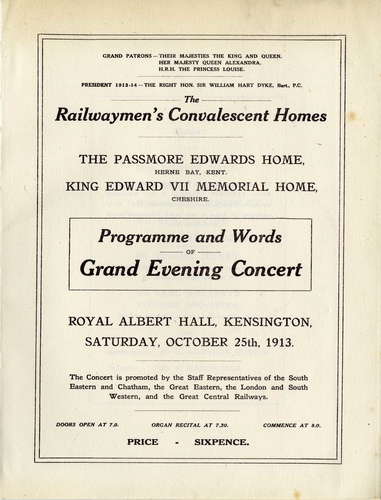 GRAND PATRONS—THEIR MAJESTIES THE KING AND QUEEN.
HER MAJESTY QUEEN ALEXANDRA.
H.R.H. THE PRINCESS LOUISE.
PRESIDENT 1913-14—THE RIGHT HON. SIR WILLIAM HART DYKE, Bart., P.C.
The
Railwaymen's Convalescent Homes
THE PASSMORE EDWARDS HOME,
HERNE BAY, KENT.
KING EDWARD VII MEMORIAL HOME,
CHESHIRE.
Programme and Words
OF
Grand Evening Concert
ROYAL ALBERT HALL, KENSINGTON,
SATURDAY, OCTOBER 25th, 1913.
The Concert is promoted by the Staff Representatives of the South
Eastern and Chatham, the Great Eastern, the London and South
Western, and the Great Central Railways.
DOORS OPEN AT 7.0. ORGAN RECITAL AT 7.30. COMMENCE AT 8.0.
PRICE - SIXPENCE.